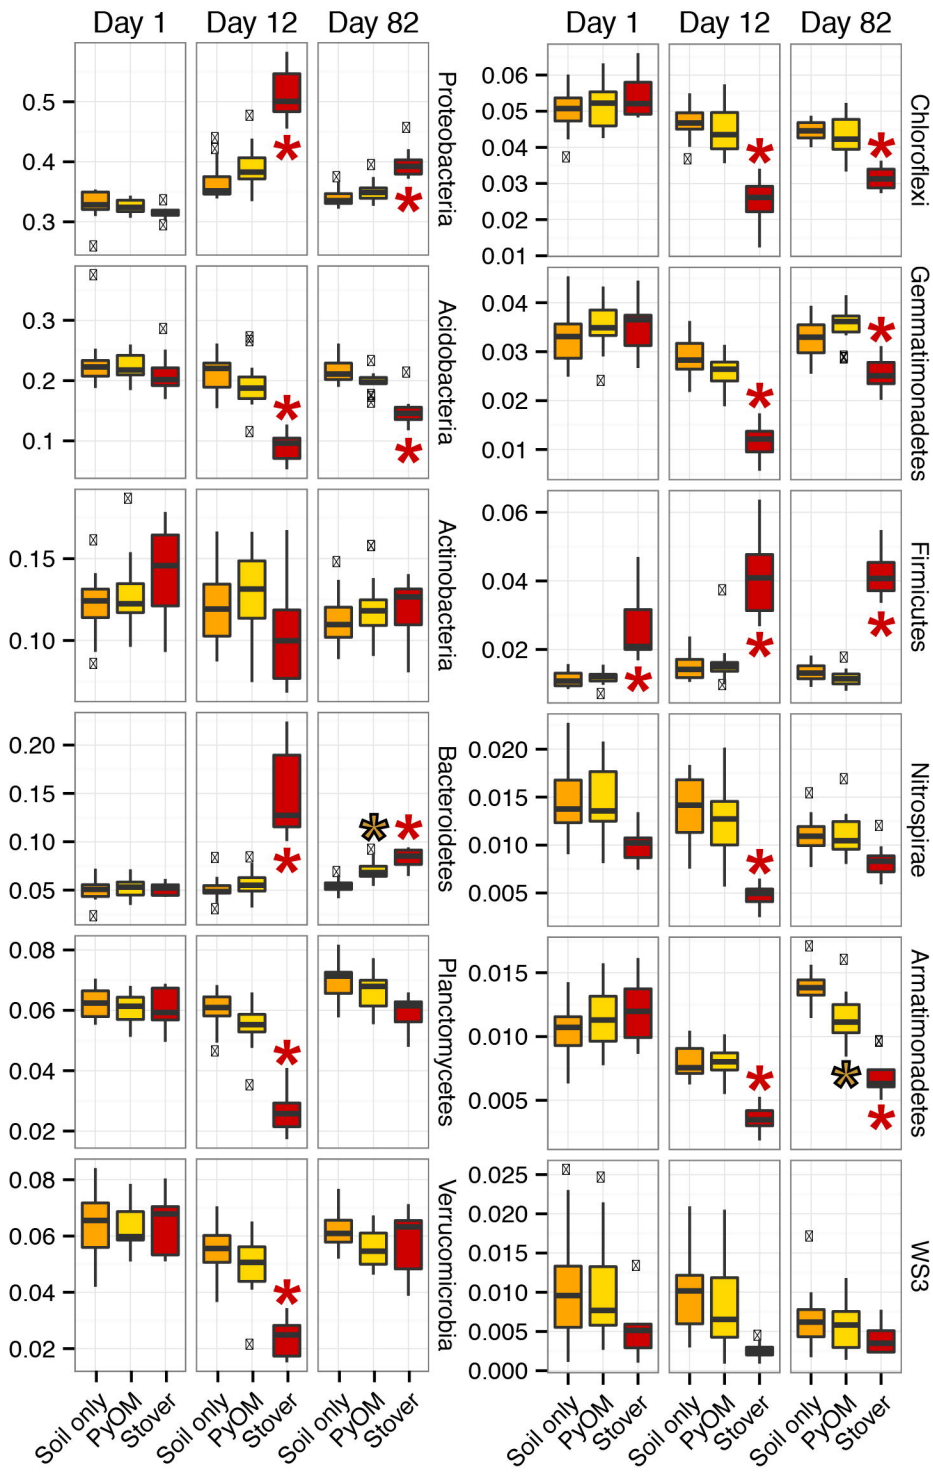 Day 1 Day 12 Day 82
0.5
0.4
0.3
Proteobacteria
0.3
0.2
0.1
Acidobacteria
0.15
0.10
Actinobacteria
0.20
0.15
0.10
0.05
Bacteroidetes
0.08
0.06
0.04
0.02
Planctomycetes
0.08
0.06
0.04
0.02
Verrucomicrobia
Soil only PyOM Stover Soil only PyOM Stover Soil only PyOM Stover
Day 1 Day 12 Day 82
0.06
0.05
0.04
0.03
0.02
0.01
Chloroflexi
0.04
0.03
0.02
0.01
Gemmatimonadetes
0.06
0.04
0.02
Firmicutes
0.020
0.015
0.010
0.005
Nitrospirae
0.015
0.010
0.005
Armatimonadetes
0.025
0.020
0.015
0.010
0.005
0.000
WS3
Soil only PyOM Stover Soil only PyOM Stover Soil only PyOM Stover